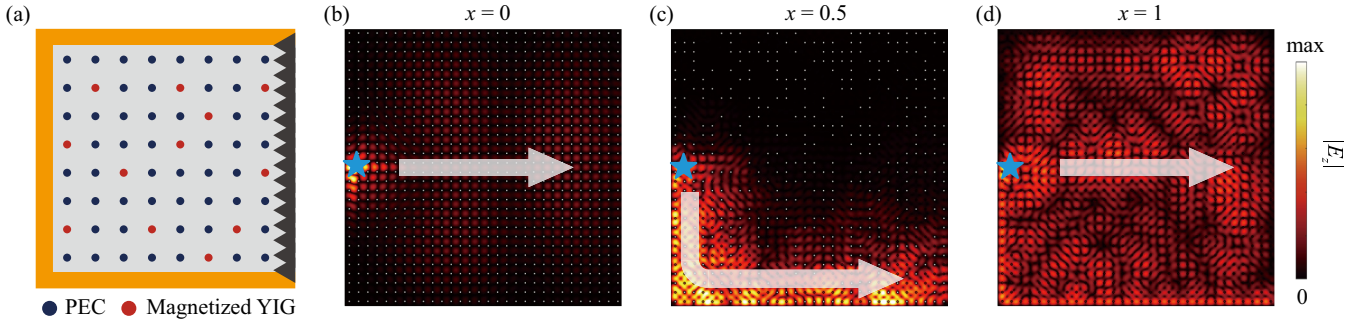 (a)
(b)
x = 0
(c)
x = 0.5
(d)
x = 1
max
|E_z|
0
PEC
Magnetized YIG